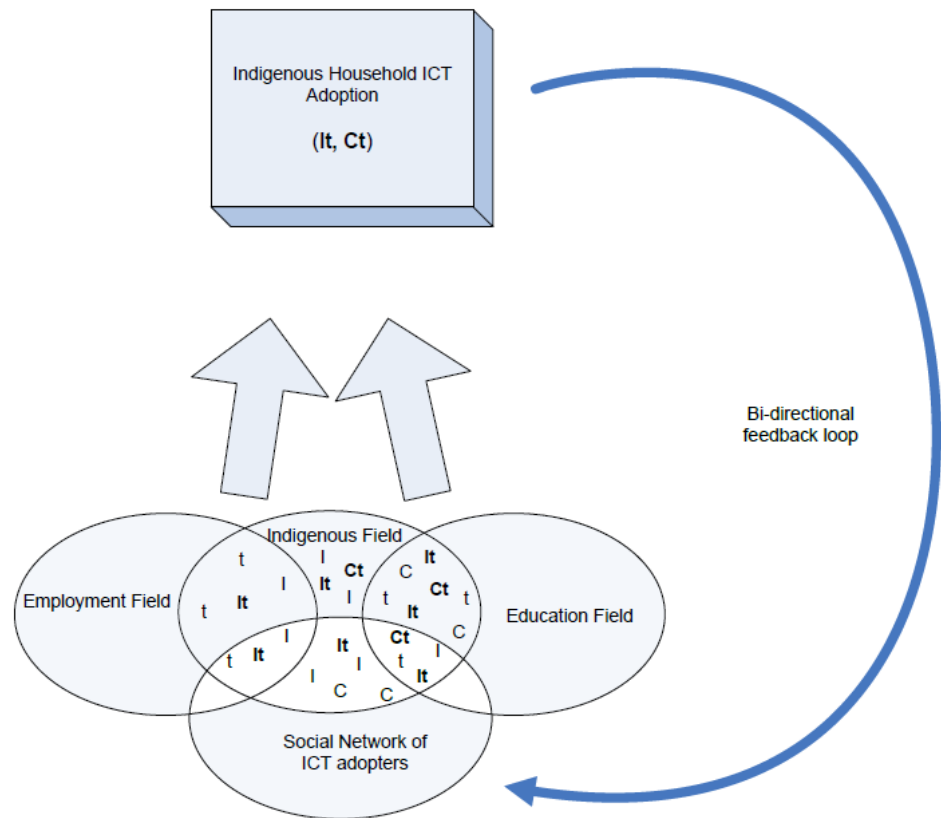 Indigenous Household ICT
Adoption
(It, Ct)
Bi-directional
feedback loop
Indigenous Field
t I Ct It
C It Ct
I It I t t
Employment Field
t It
It
Education Field
I It Ct C
t It I t I
I C C It
Social Network of
ICT adopters